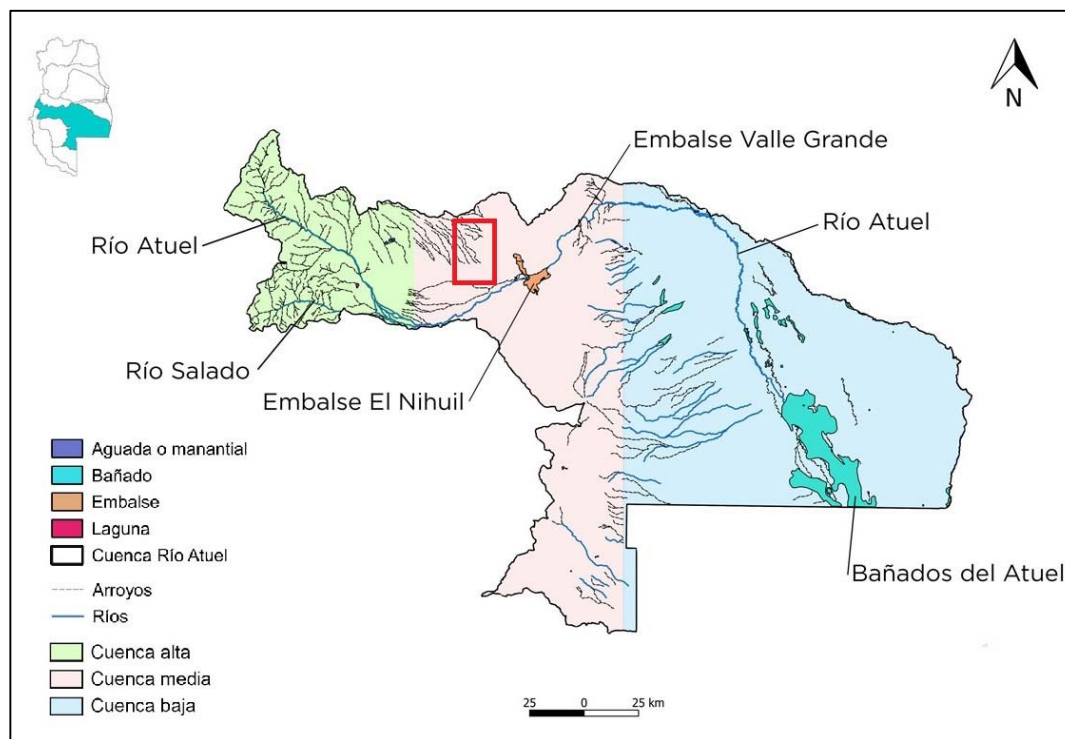 N
Embalse Valle Grande
Río Atuel
Río Atuel
Río Salado
Embalse El Nihuil
Bañados del Atuel
Aguada o manantial
Bañado
Embalse
Laguna
Cuenca Río Atuel
Arroyos
Ríos
Cuenca alta
Cuenca media
Cuenca baja
25 0 25 km